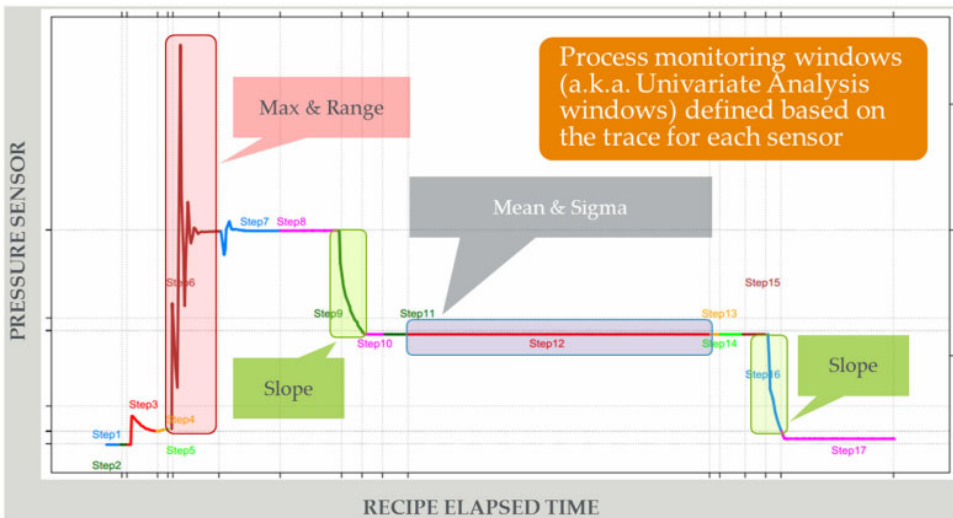 Process monitoring windows
(a.k.a. Univariate Analysis
windows) defined based on
the trace for each sensor
Max & Range
Mean & Sigma
Slope
Slope
PRESSURE SENSOR
Step1
Step2
Step3
Step4
Step5
Step6
Step7
Step8
Step9
Step10
Step11
Step12
Step13
Step14
Step15
Step16
Step17
RECIPE ELAPSED TIME